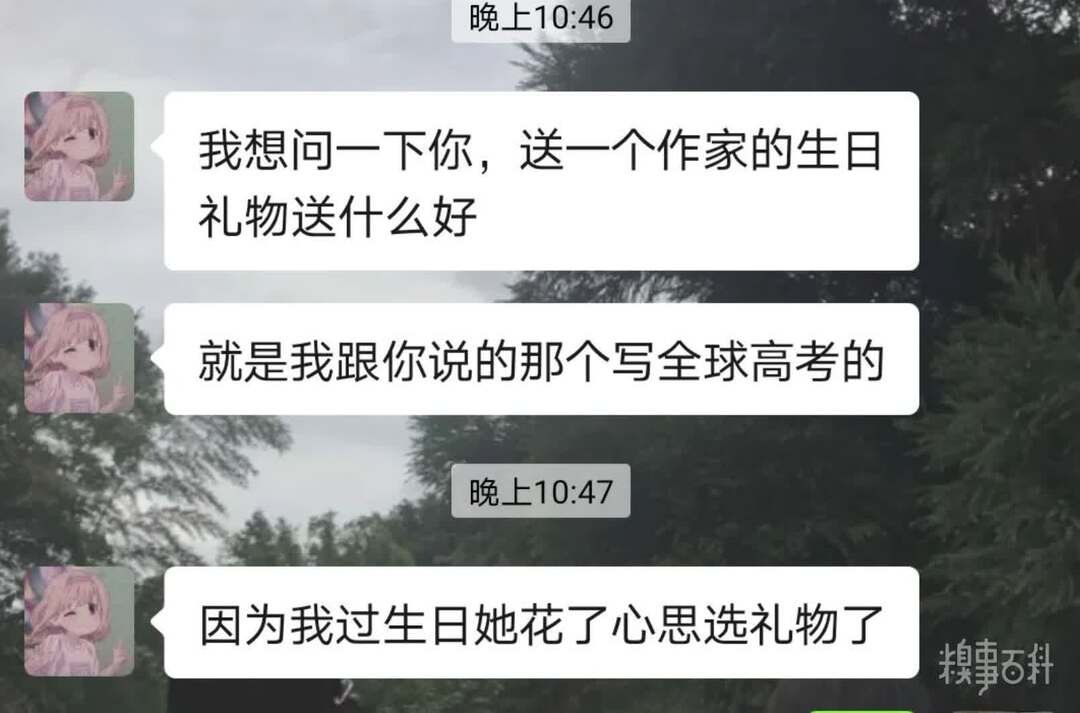 晚上10:46
我想问一下你，送一个作家的生日
礼物送什么好
就是我跟你说的那个写全球高考的
晚上10:47
因为我过生日她花了心思选礼物了
糗事百科